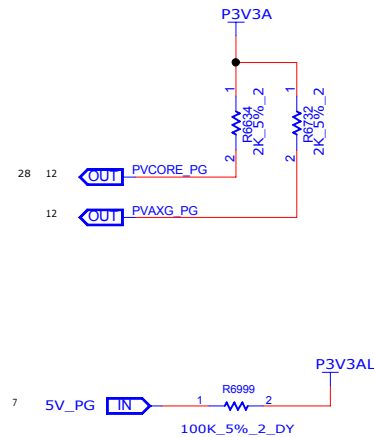 P3V3A
1
R6634
2K_5%_2
2
1
R6732
2K_5%_2
2
28 12 OUT PVCORE_PG
12 OUT PVAXG_PG
P3V3AL
7 5V_PG IN 1 R6999 2
100K_5%_2_DY